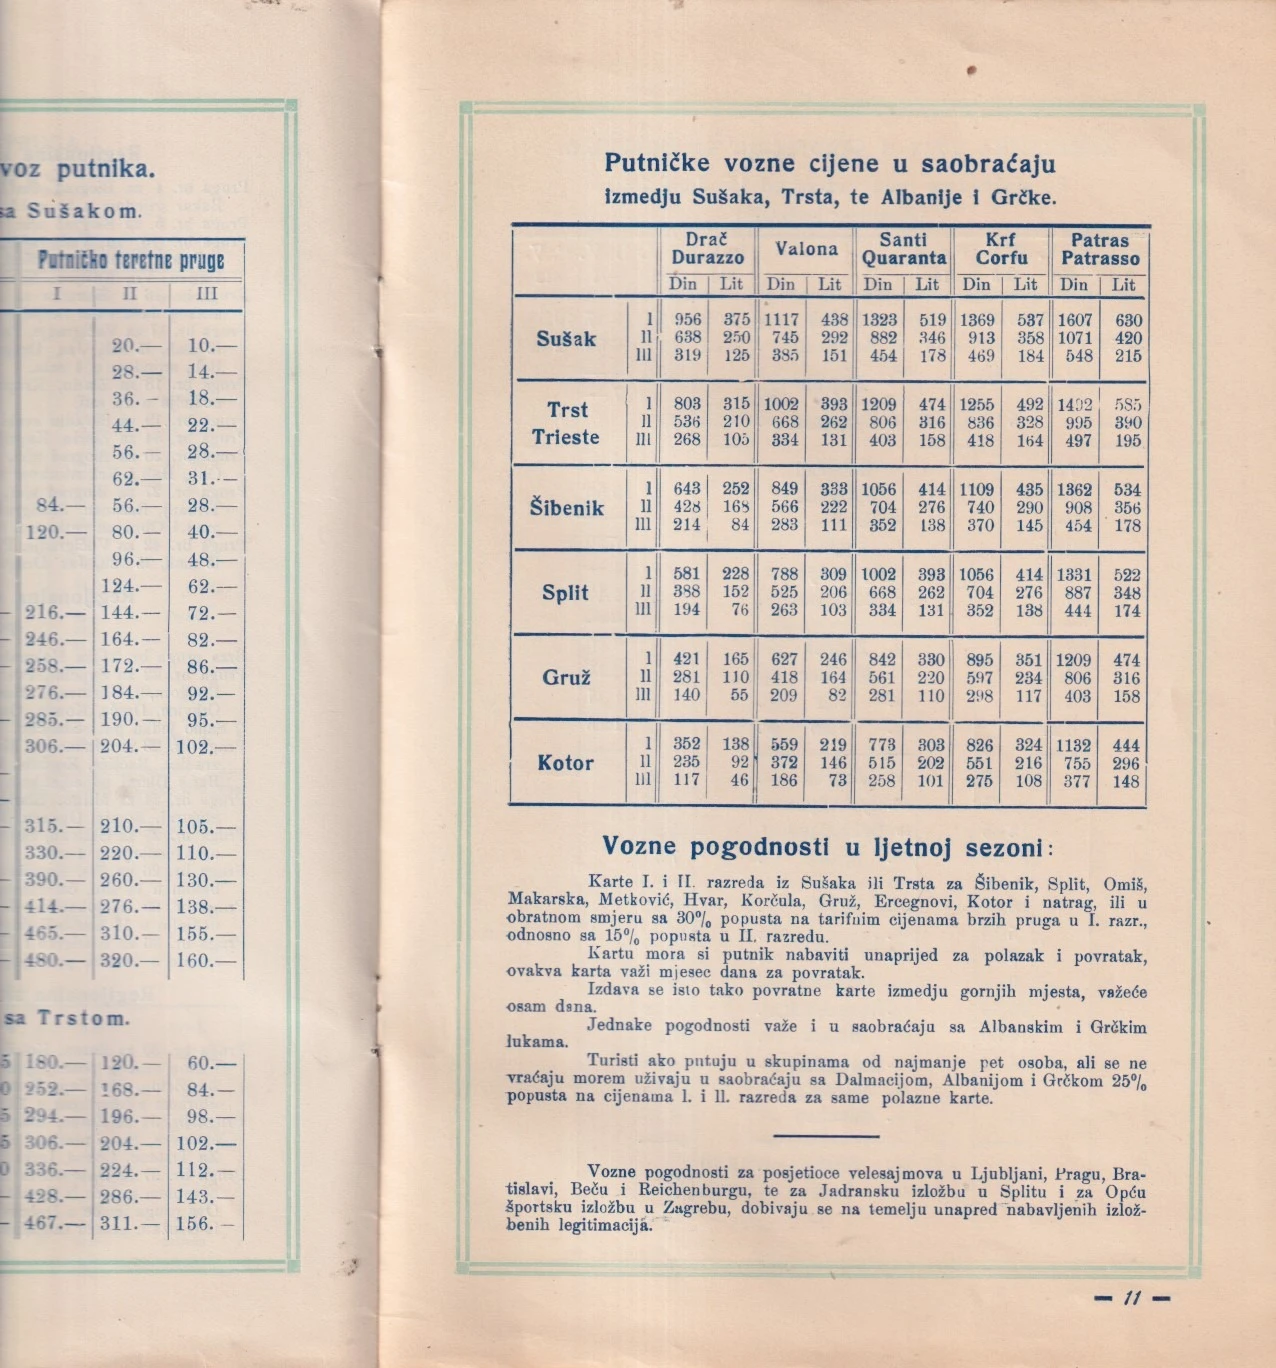 voz putnika.
sa Sušakom.
Putničko teretne pruge
I II III
20.— 10.—
28.— 14.—
36.— 18.—
44.— 22.—
56.— 28.—
62.— 31.—
84.— 56.— 28.—
120.— 80.— 40.—
96.— 48.—
124.— 62.—
216.— 144.— 72.—
246.— 164.— 82.—
258.— 172.— 86.—
276.— 184.— 92.—
285.— 190.— 95.—
306.— 204.— 102.—
315.— 210.— 105.—
330.— 220.— 110.—
390.— 260.— 130.—
414.— 276.— 138.—
465.— 310.— 155.—
480.— 320.— 160.—
sa Trstom.
5 180.— 120.— 60.—
0 252.— 168.— 84.—
5 294.— 196.— 98.—
5 306.— 204.— 102.—
0 336.— 224.— 112.—
428.— 286.— 143.—
467.— 311.— 156.—
Putničke vozne cijene u saobraćaju
izmedju Sušaka, Trsta, te Albanije i Grčke.
Drač Valona Santi Krf Patras
Durazzo Quaranta Corfu Patrasso
Din Lit Din Lit Din Lit Din Lit Din Lit
I 956 375 1117 438 1323 519 1369 537 1607 630
Sušak II 638 250 745 292 882 346 913 358 1071 420
III 319 125 385 151 454 178 469 184 548 215
Trst I 803 315 1002 393 1209 474 1255 492 1492 585
II 536 210 668 262 806 316 836 328 995 390
Trieste III 268 105 334 131 403 158 418 164 497 195
I 643 252 849 333 1056 414 1109 435 1362 534
Šibenik II 428 168 566 222 704 276 740 290 908 356
III 214 84 283 111 352 138 370 145 454 178
I 581 228 788 309 1002 393 1056 414 1331 522
Split II 388 152 525 206 668 262 704 276 887 348
III 194 76 263 103 334 131 352 138 444 174
I 421 165 627 246 842 330 895 351 1209 474
Gruž II 281 110 418 164 561 220 597 234 806 316
III 140 55 209 82 281 110 298 117 403 158
I 352 138 559 219 773 303 826 324 1132 444
Kotor II 235 92 372 146 515 202 551 216 755 296
III 117 46 186 73 258 101 275 108 377 148
Vozne pogodnosti u ljetnoj sezoni:
Karte I. i II. razreda iz Sušaka ili Trsta za Šibenik, Split, Omiš,
Makarska, Metković, Hvar, Korčula, Gruž, Ercegnovi, Kotor i natrag, ili u
obratnom smjeru sa 30% popusta na tarifnim cijenama brzih pruga u I. razr.,
odnosno sa 15% popusta u II. razredu.
Kartu mora si putnik nabaviti unaprijed za polazak i povratak,
ovakva karta važi mjesec dana za povratak.
Izdava se isto tako povratne karte izmedju gornjih mjesta, važeće
osam dana.
Jednake pogodnosti važe i u saobraćaju sa Albanskim i Grčkim
lukama.
Turisti ako putuju u skupinama od najmanje pet osoba, ali se ne
vraćaju morem uživaju u saobraćaju sa Dalmacijom, Albanijom i Grčkom 25%
popusta na cijenama I. i II. razreda za same polazne karte.
Vozne pogodnosti za posjetioce velesajmova u Ljubljani, Pragu, Bra-
tislavi, Beču i Reichenburgu, te za Jadransku izložbu u Splitu i za Opću
športsku izložbu u Zagrebu, dobivaju se na temelju unapred nabavljenih izlož-
benih legitimacija.
— 11 —